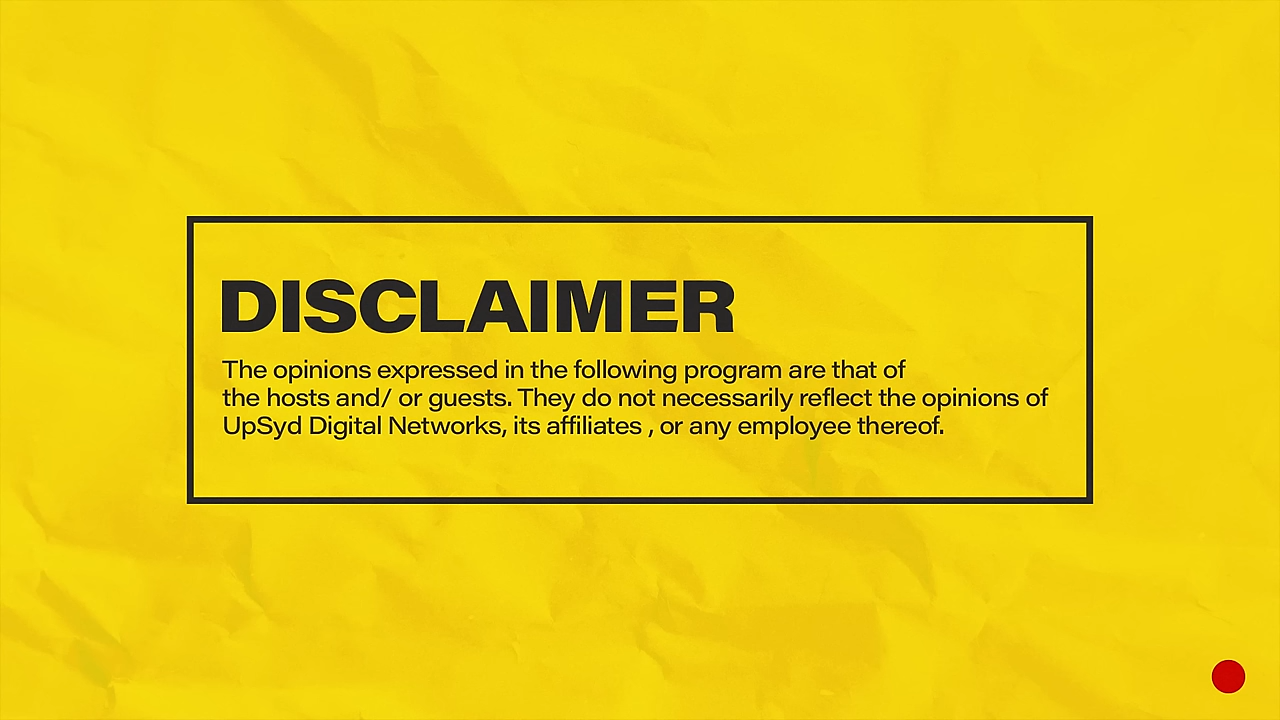 DISCLAIMER
The opinions expressed in the following program are that of
the hosts and/ or guests. They do not necessarily reflect the opinions of
UpSyd Digital Networks, its affiliates , or any employee thereof.